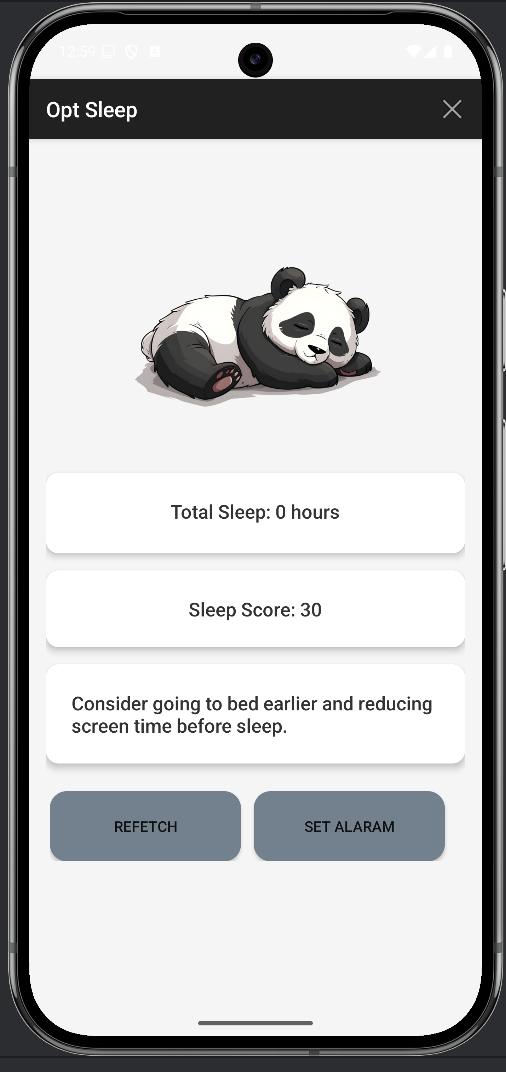 12:59
Opt Sleep
Total Sleep: 0 hours
Sleep Score: 30
Consider going to bed earlier and reducing
screen time before sleep.
REFETCH
SET ALARAM